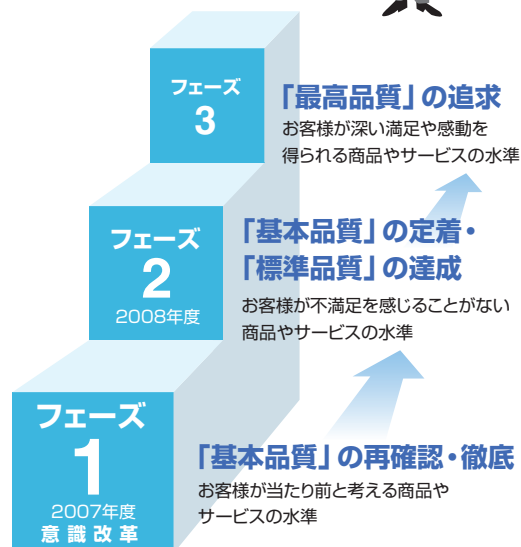 フェーズ
3
「最高品質」の追求
お客様が深い満足や感動を
得られる商品やサービスの水準
フェーズ
2
2008年度
「基本品質」の定着・
「標準品質」の達成
お客様が不満足を感じることがない
商品やサービスの水準
フェーズ
1
2007年度
意識改革
「基本品質」の再確認・徹底
お客様が当たり前と考える商品や
サービスの水準